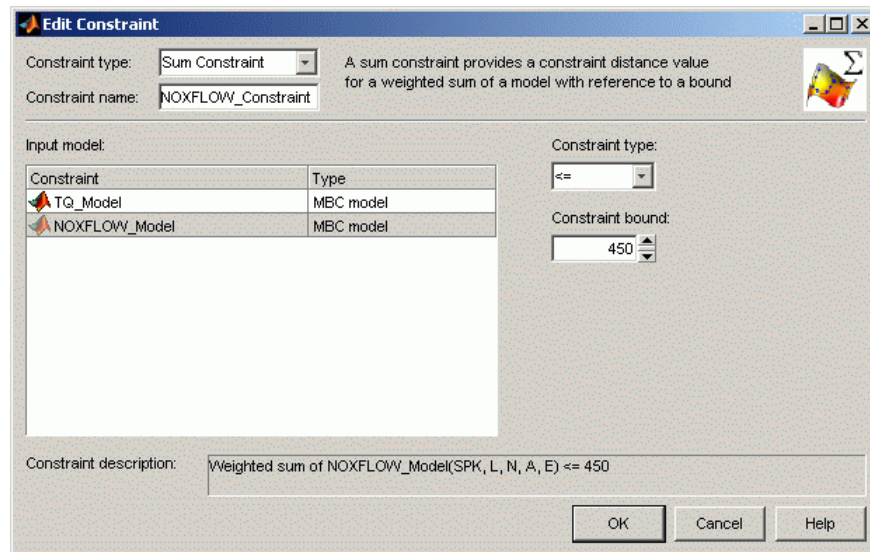 Edit Constraint
Constraint type: Sum Constraint
A sum constraint provides a constraint distance value
for a weighted sum of a model with reference to a bound
Σ
Constraint name: NOXFLOW_Constraint
Input model:
Constraint Type
TQ_Model MBC model
NOXFLOW_Model MBC model
Constraint type:
<=
Constraint bound:
450
Constraint description: Weighted sum of NOXFLOW_Model(SPK, L, N, A, E) <= 450
OK Cancel Help